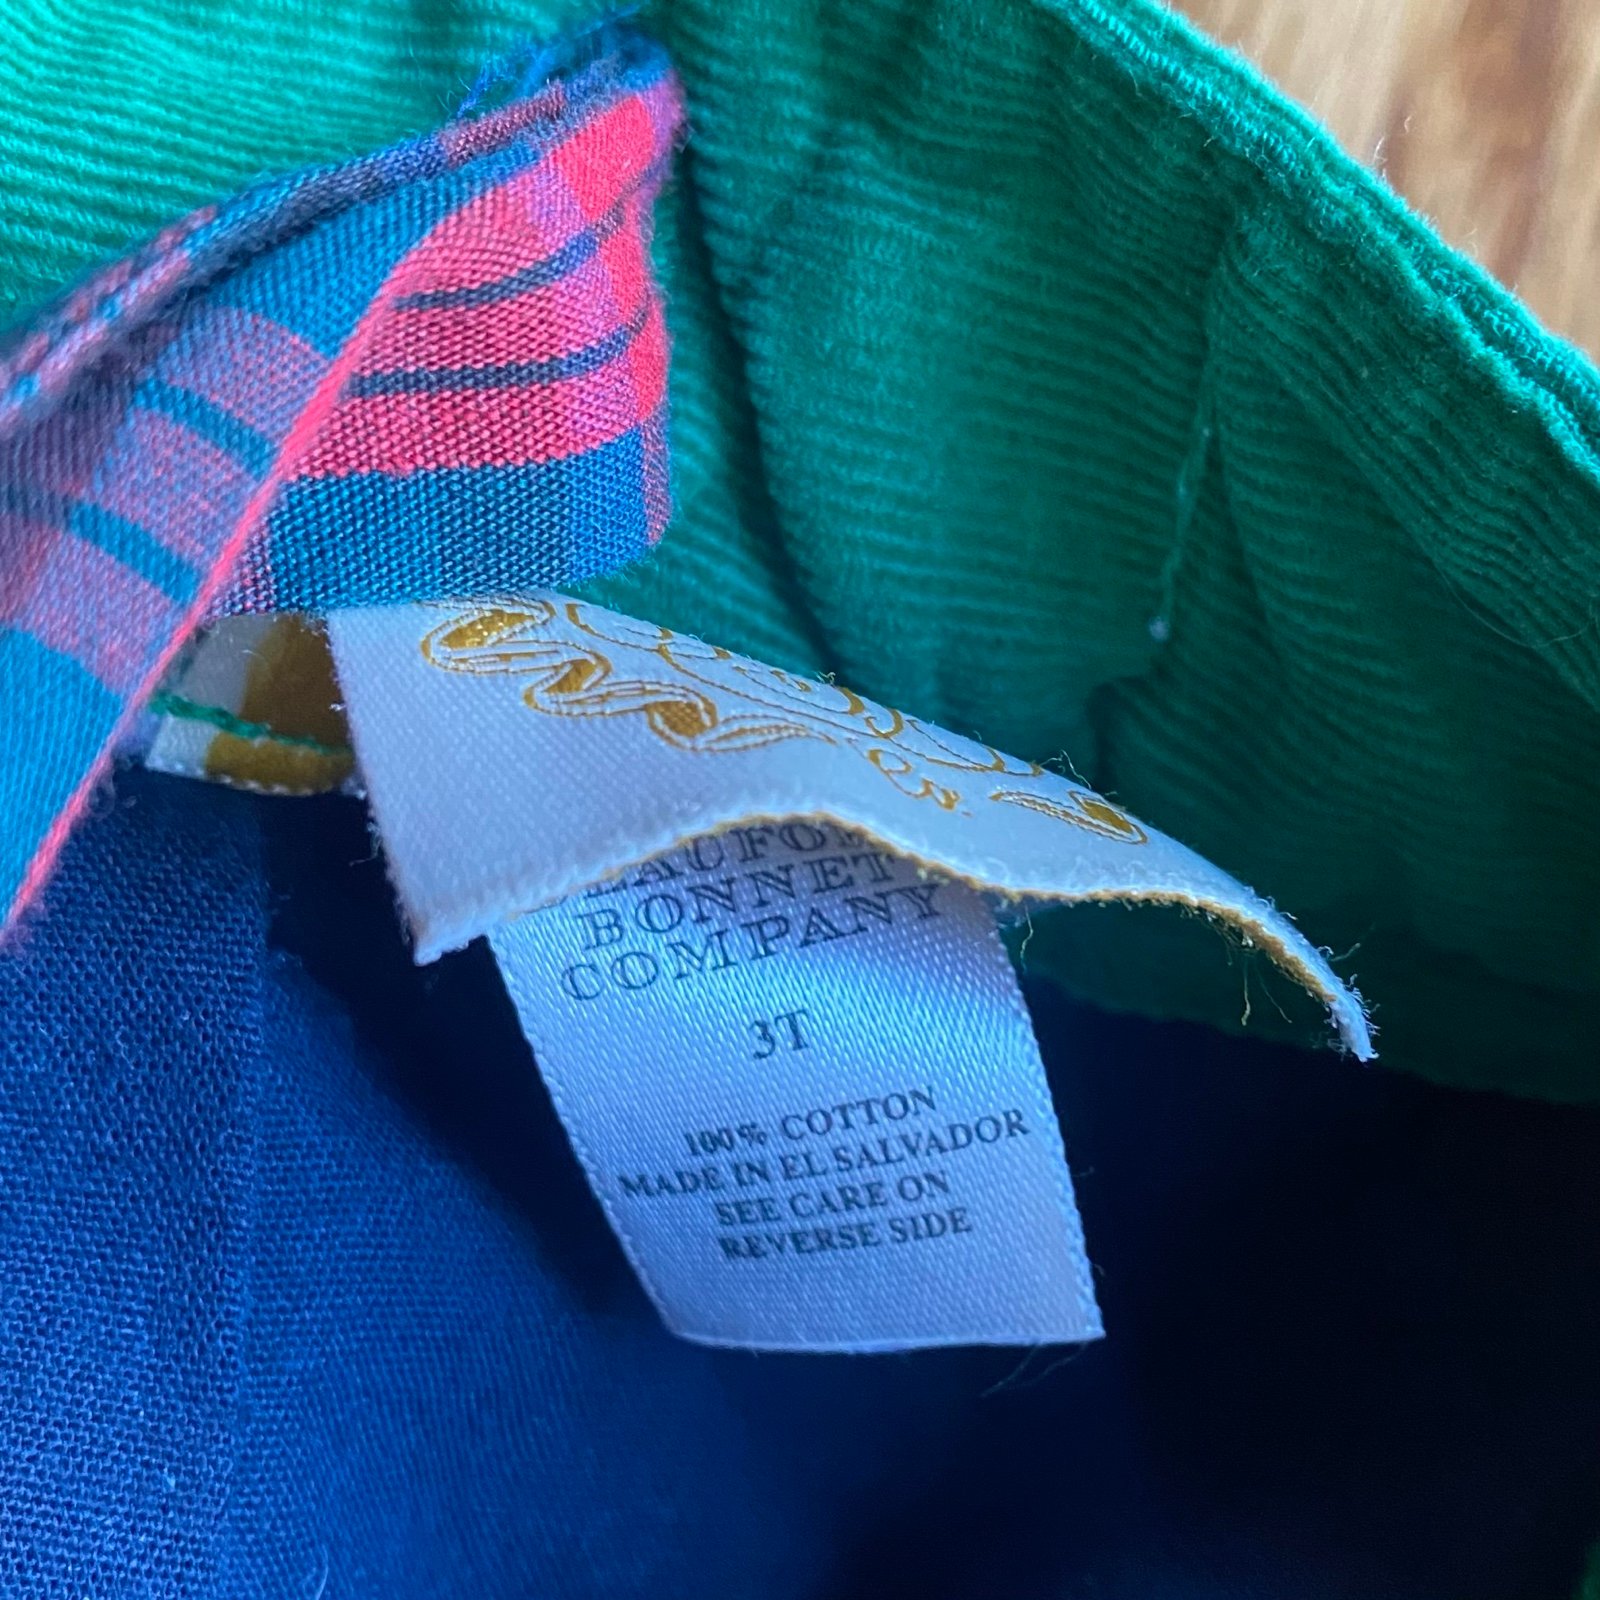 BONNET
COMPANY
3T
100% COTTON
MADE IN EL SALVADOR
SEE CARE ON
REVERSE SIDE